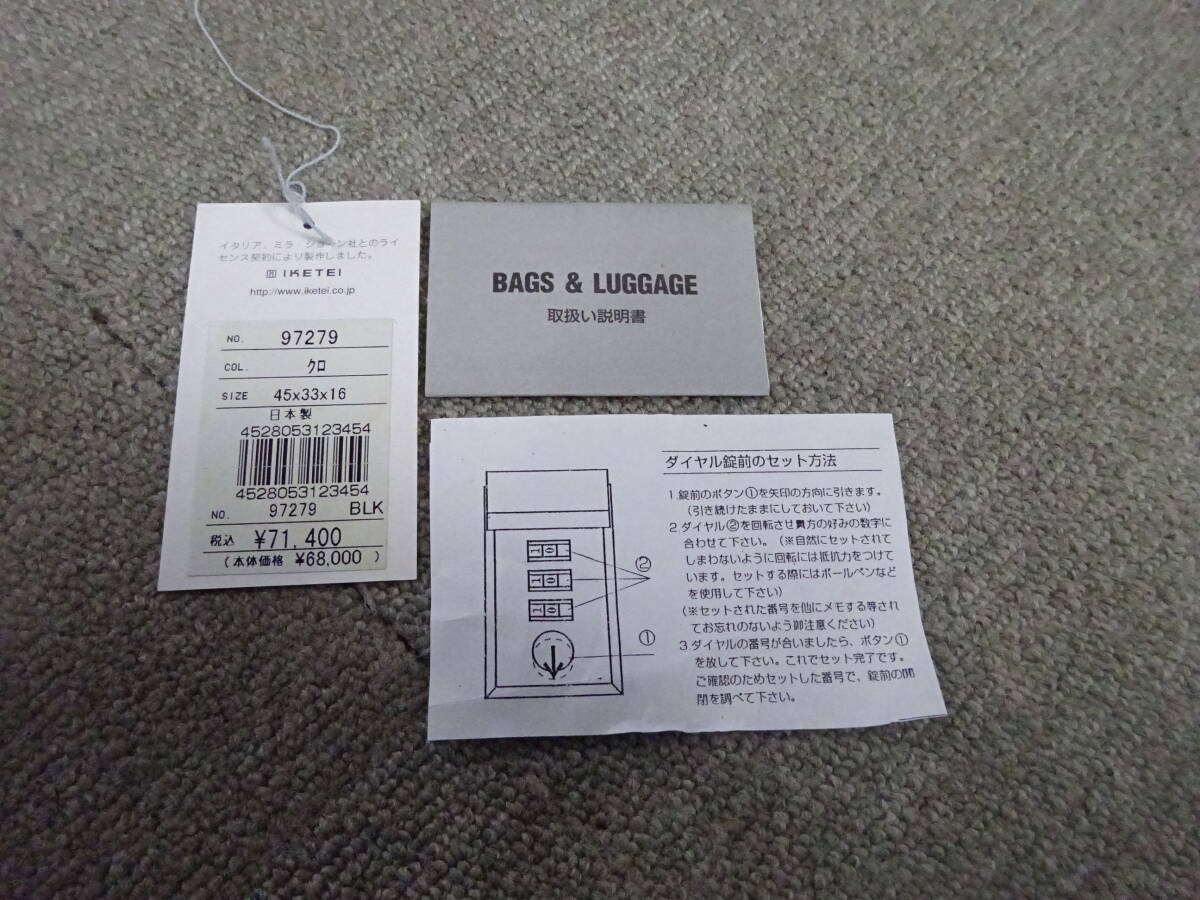 イタリア、ミラ・ショーン社とのライ
センス契約により製作しました。
IKETEI
http://www.iketei.co.jp
NO. 97279
COL. クロ
SIZE 45x33x16
日本製
4528053123454
4528053123454
NO. 97279 BLK
税込 ¥71,400
(本体価格 ¥68,000)
BAGS & LUGGAGE
取扱い説明書
ダイヤル錠前のセット方法
1.錠前のボタン①を矢印の方向に引きます。
(引き続けたままにしておいて下さい)
2.ダイヤル②を回転させ貴方の好みの数字に
合わせて下さい。(※自然にセットされて
しまわないように回転には抵抗力をつけて
います。セットする際にはボールペンなど
を使用して下さい)
(※セットされた番号を他にメモする等され
てお忘れのないよう御注意ください)
3 ダイヤルの番号が合いましたら、ボタン①
を放して下さい。これでセット完了です。
ご確認のためセットした番号で、錠前の開
閉を調べて下さい。
②
①